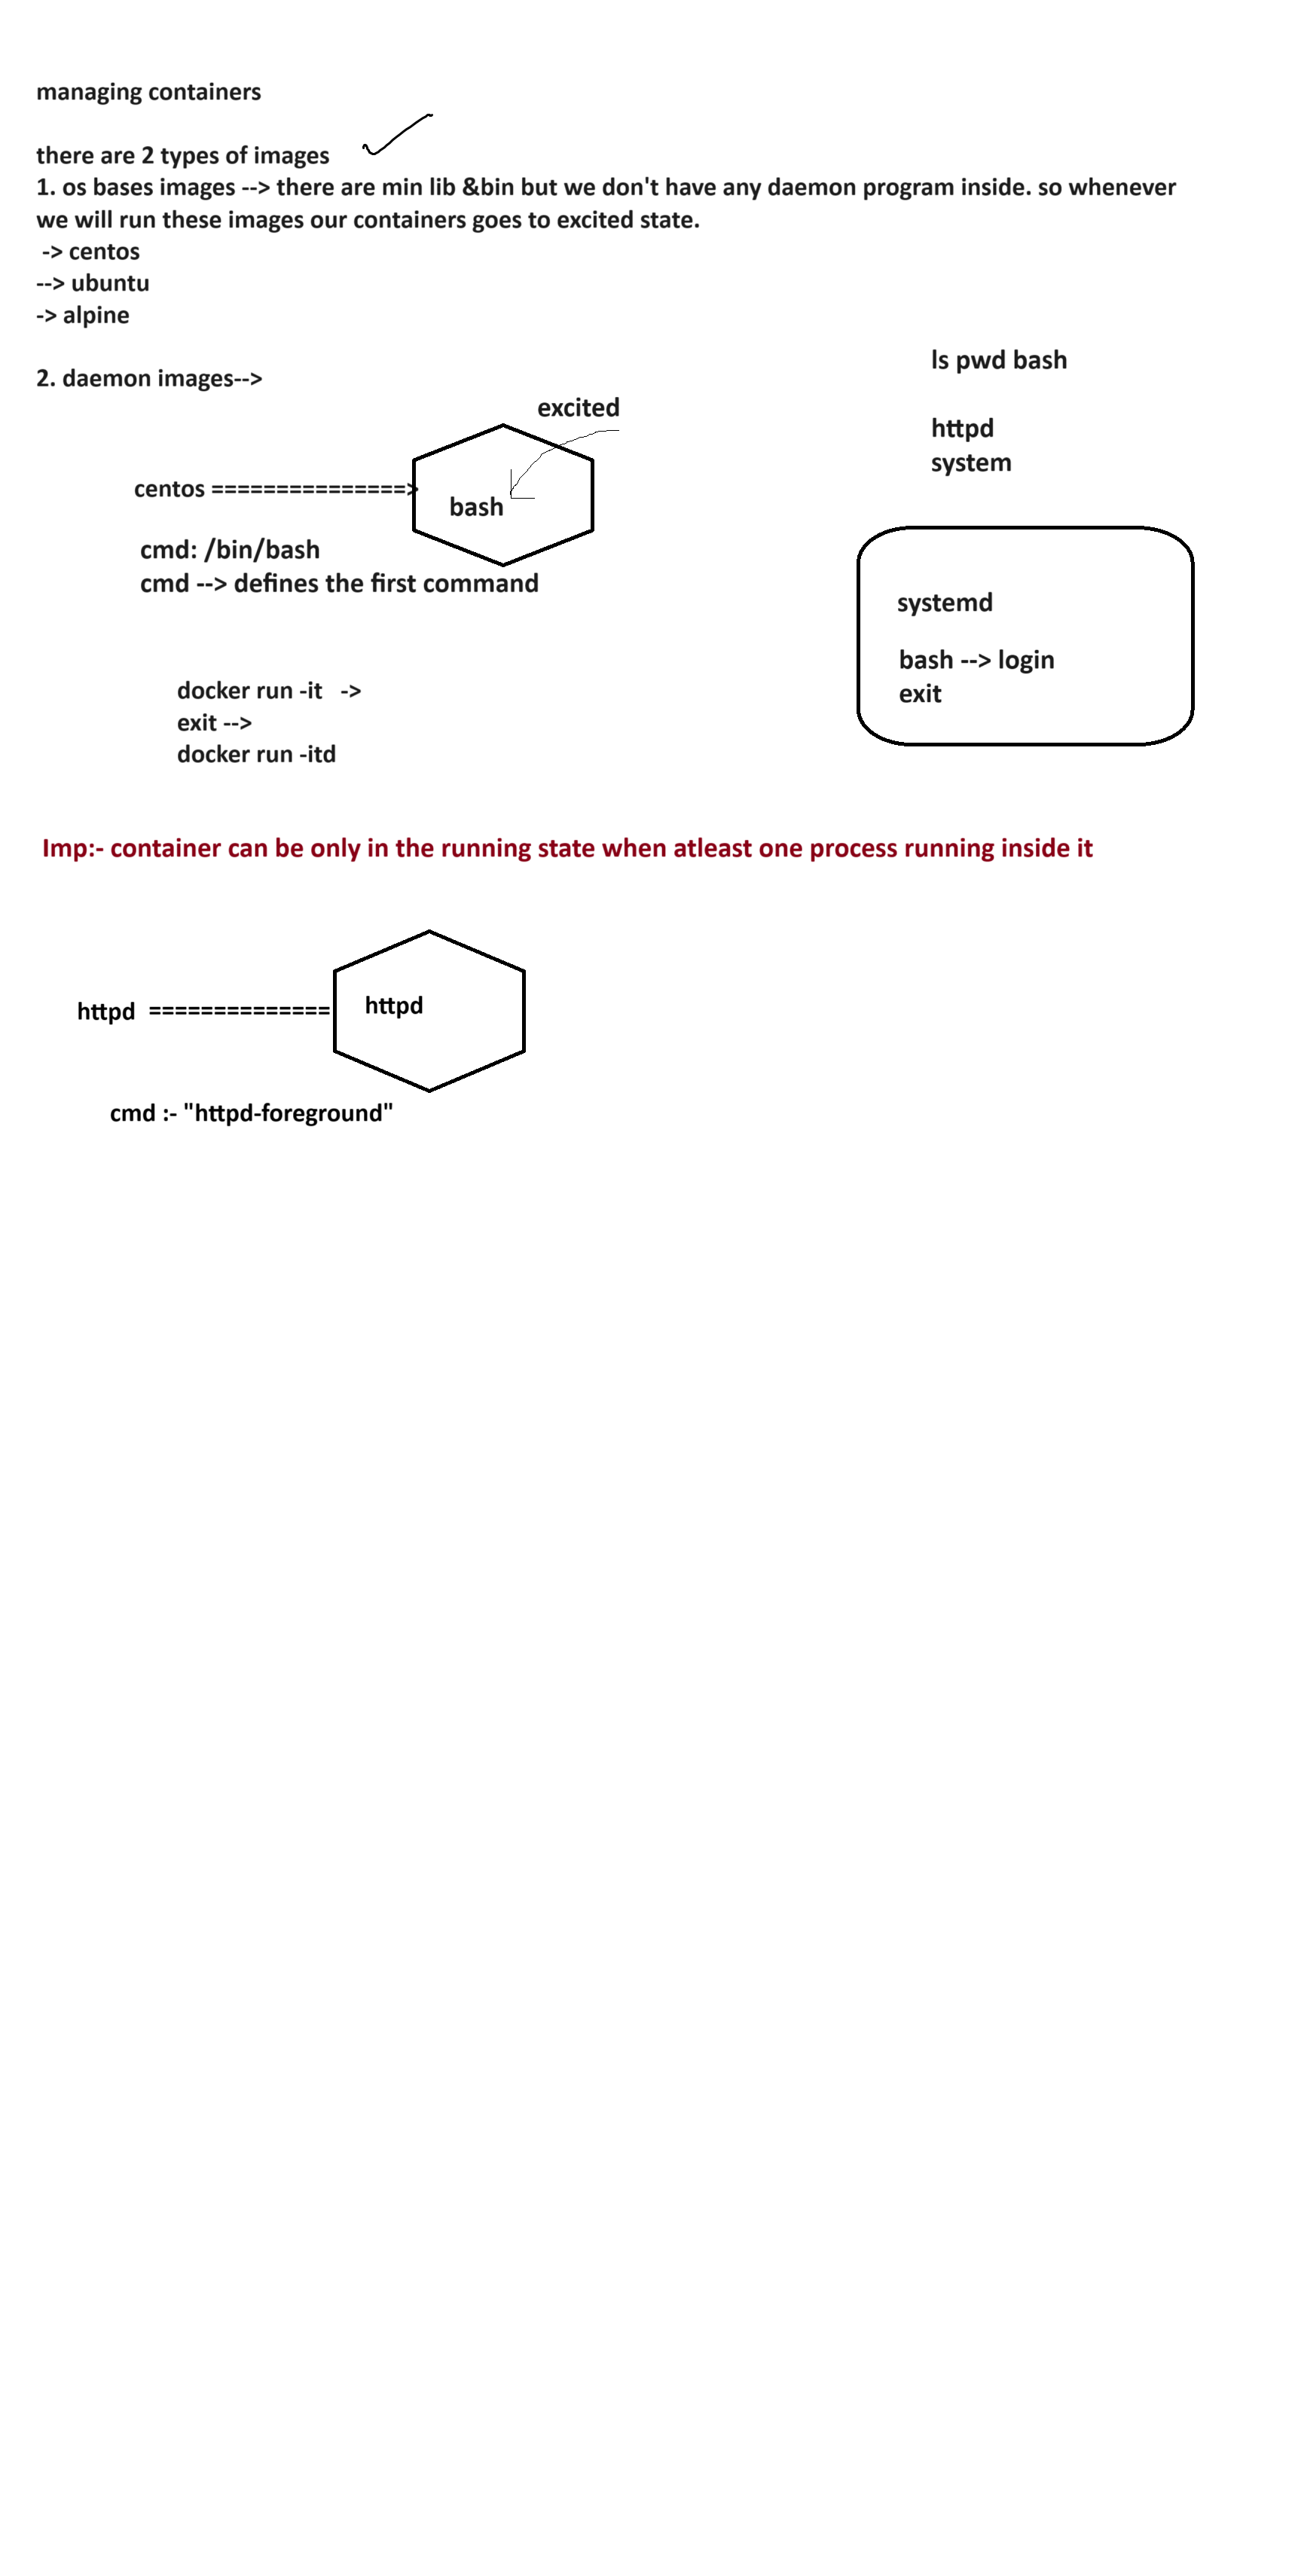 managing containers
there are 2 types of images
1. os bases images --> there are min lib &bin but we don't have any daemon program inside. so whenever
we will run these images our containers goes to excited state.
-> centos
--> ubuntu
-> alpine
2. daemon images-->
excited
centos ===============>
bash
cmd: /bin/bash
cmd --> defines the first command
docker run -it   ->
exit -->
docker run -itd
ls pwd bash
httpd
system
systemd
bash --> login
exit
Imp:- container can be only in the running state when atleast one process running inside it
httpd ==============
httpd
cmd :- "httpd-foreground"